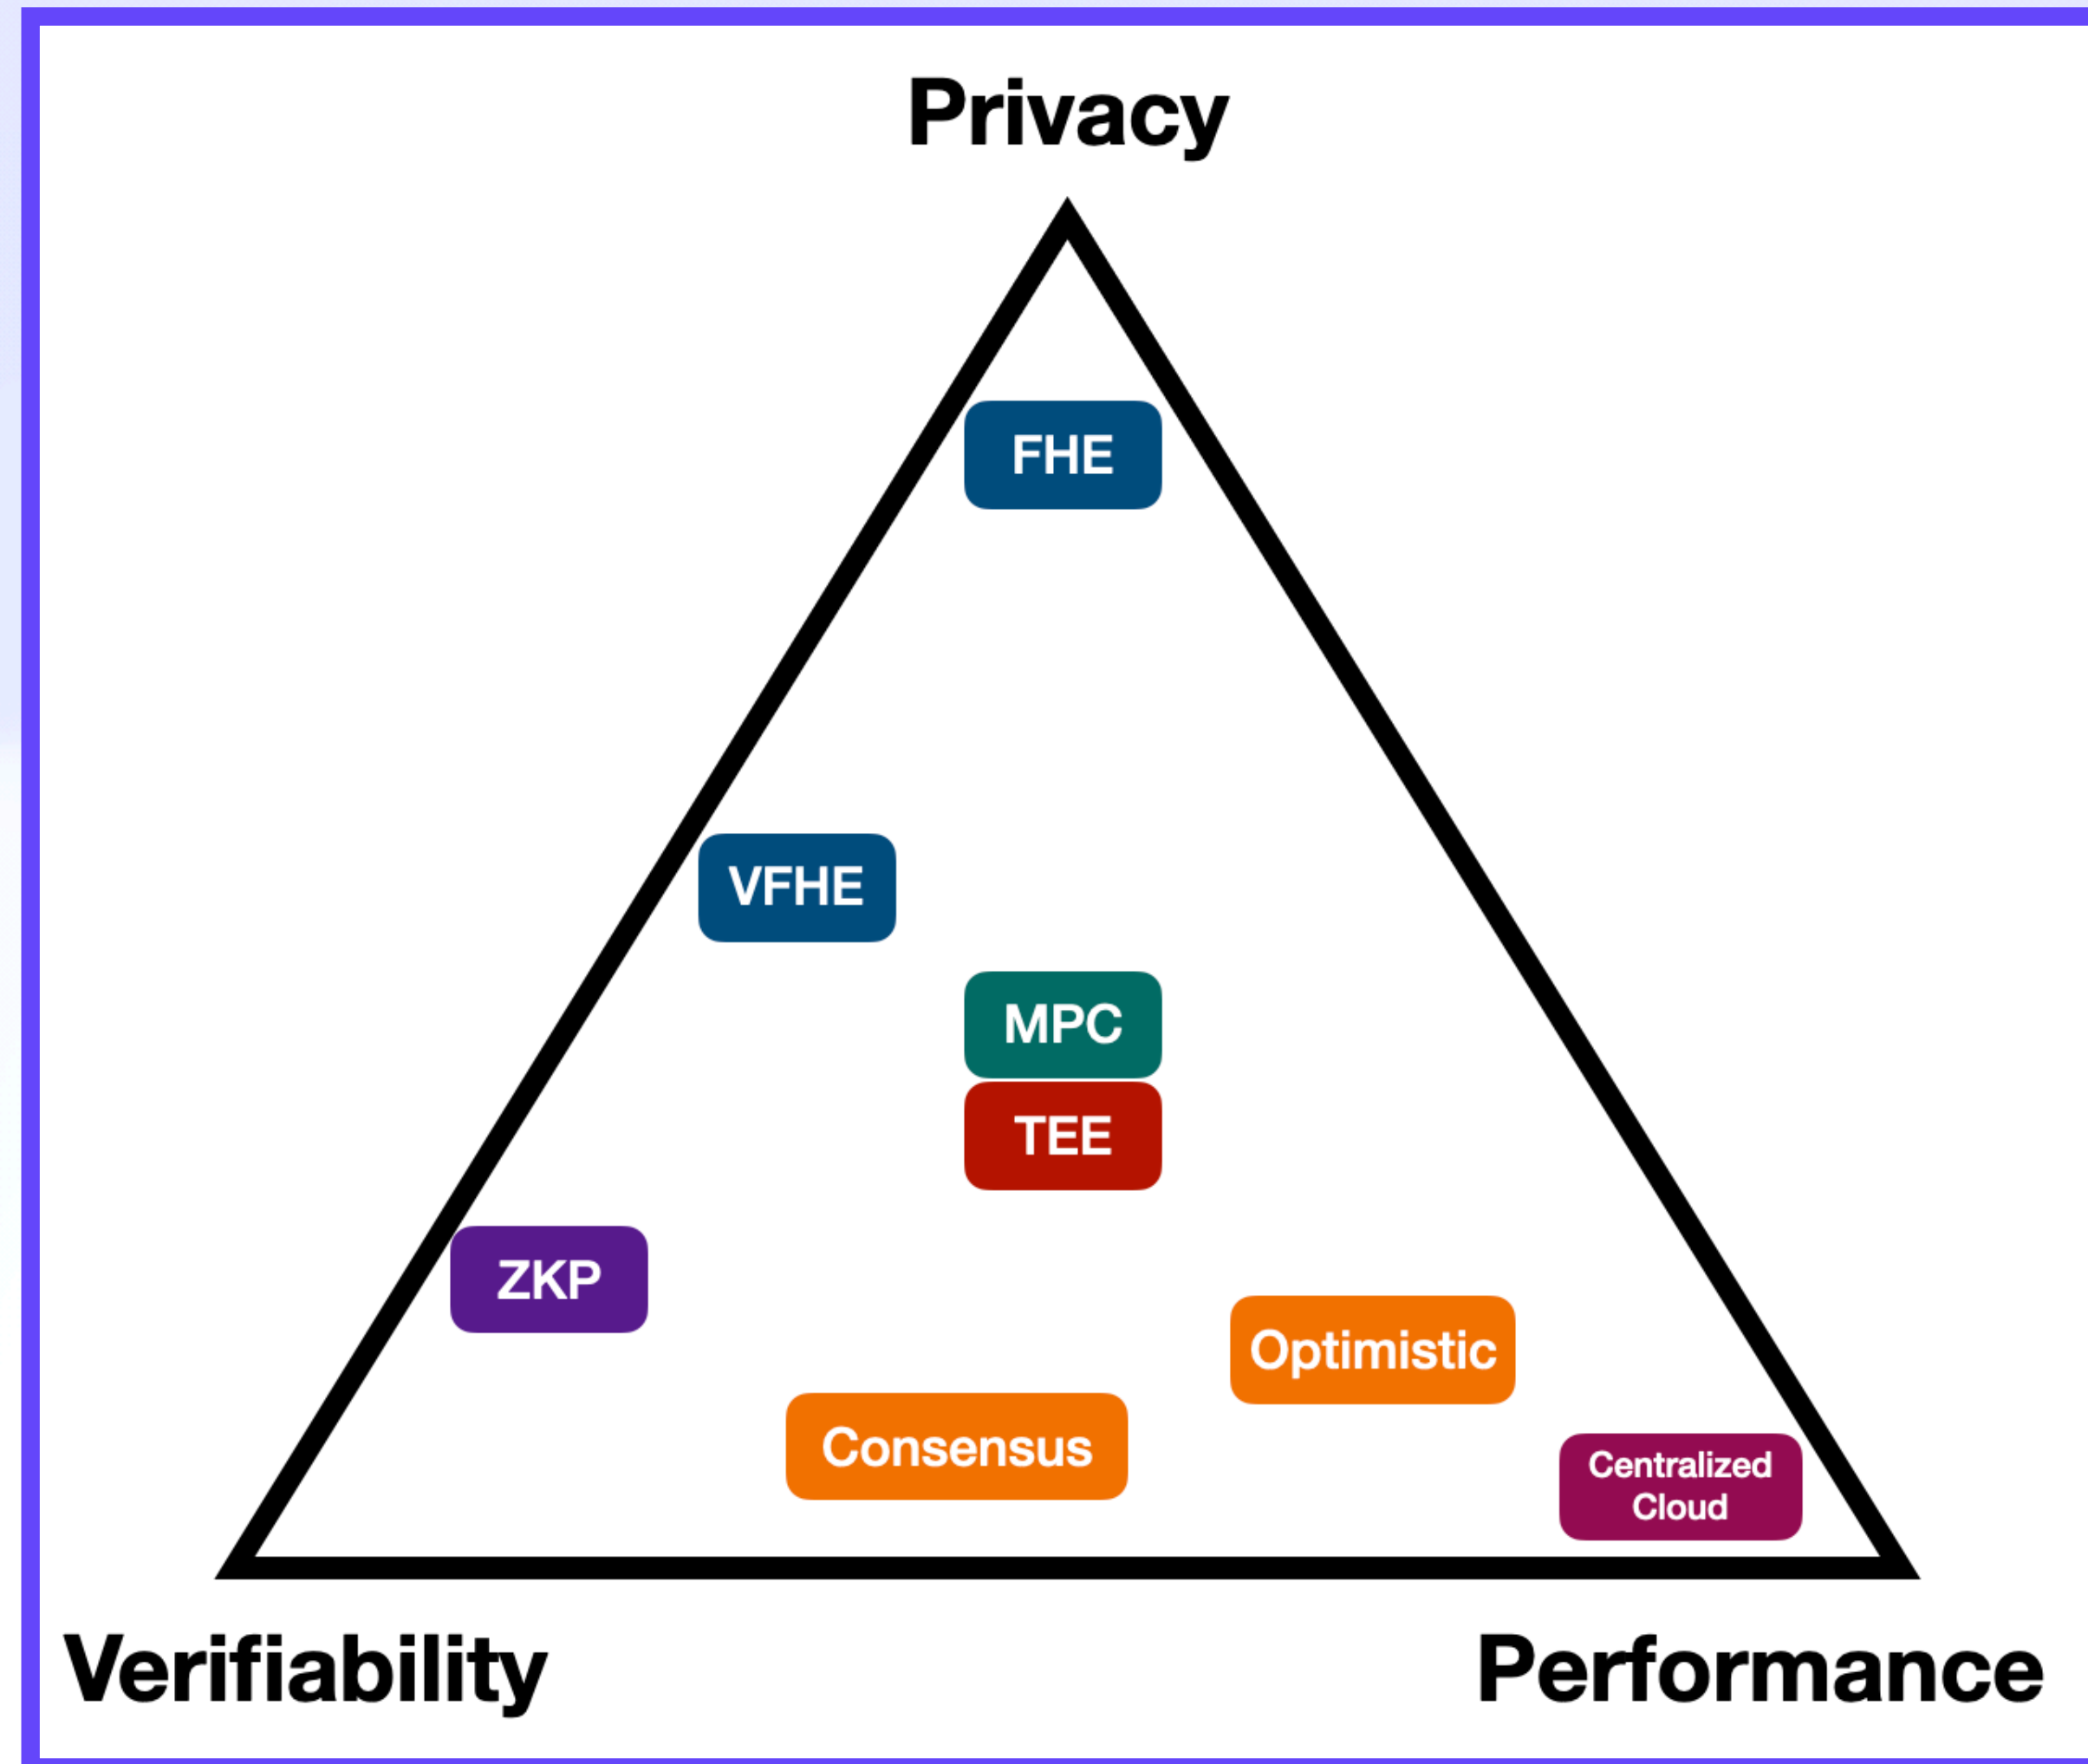 Privacy
FHE
VFHE
MPC
TEE
ZKP
Optimistic
Consensus
Centralized
Cloud
Verifiability
Performance